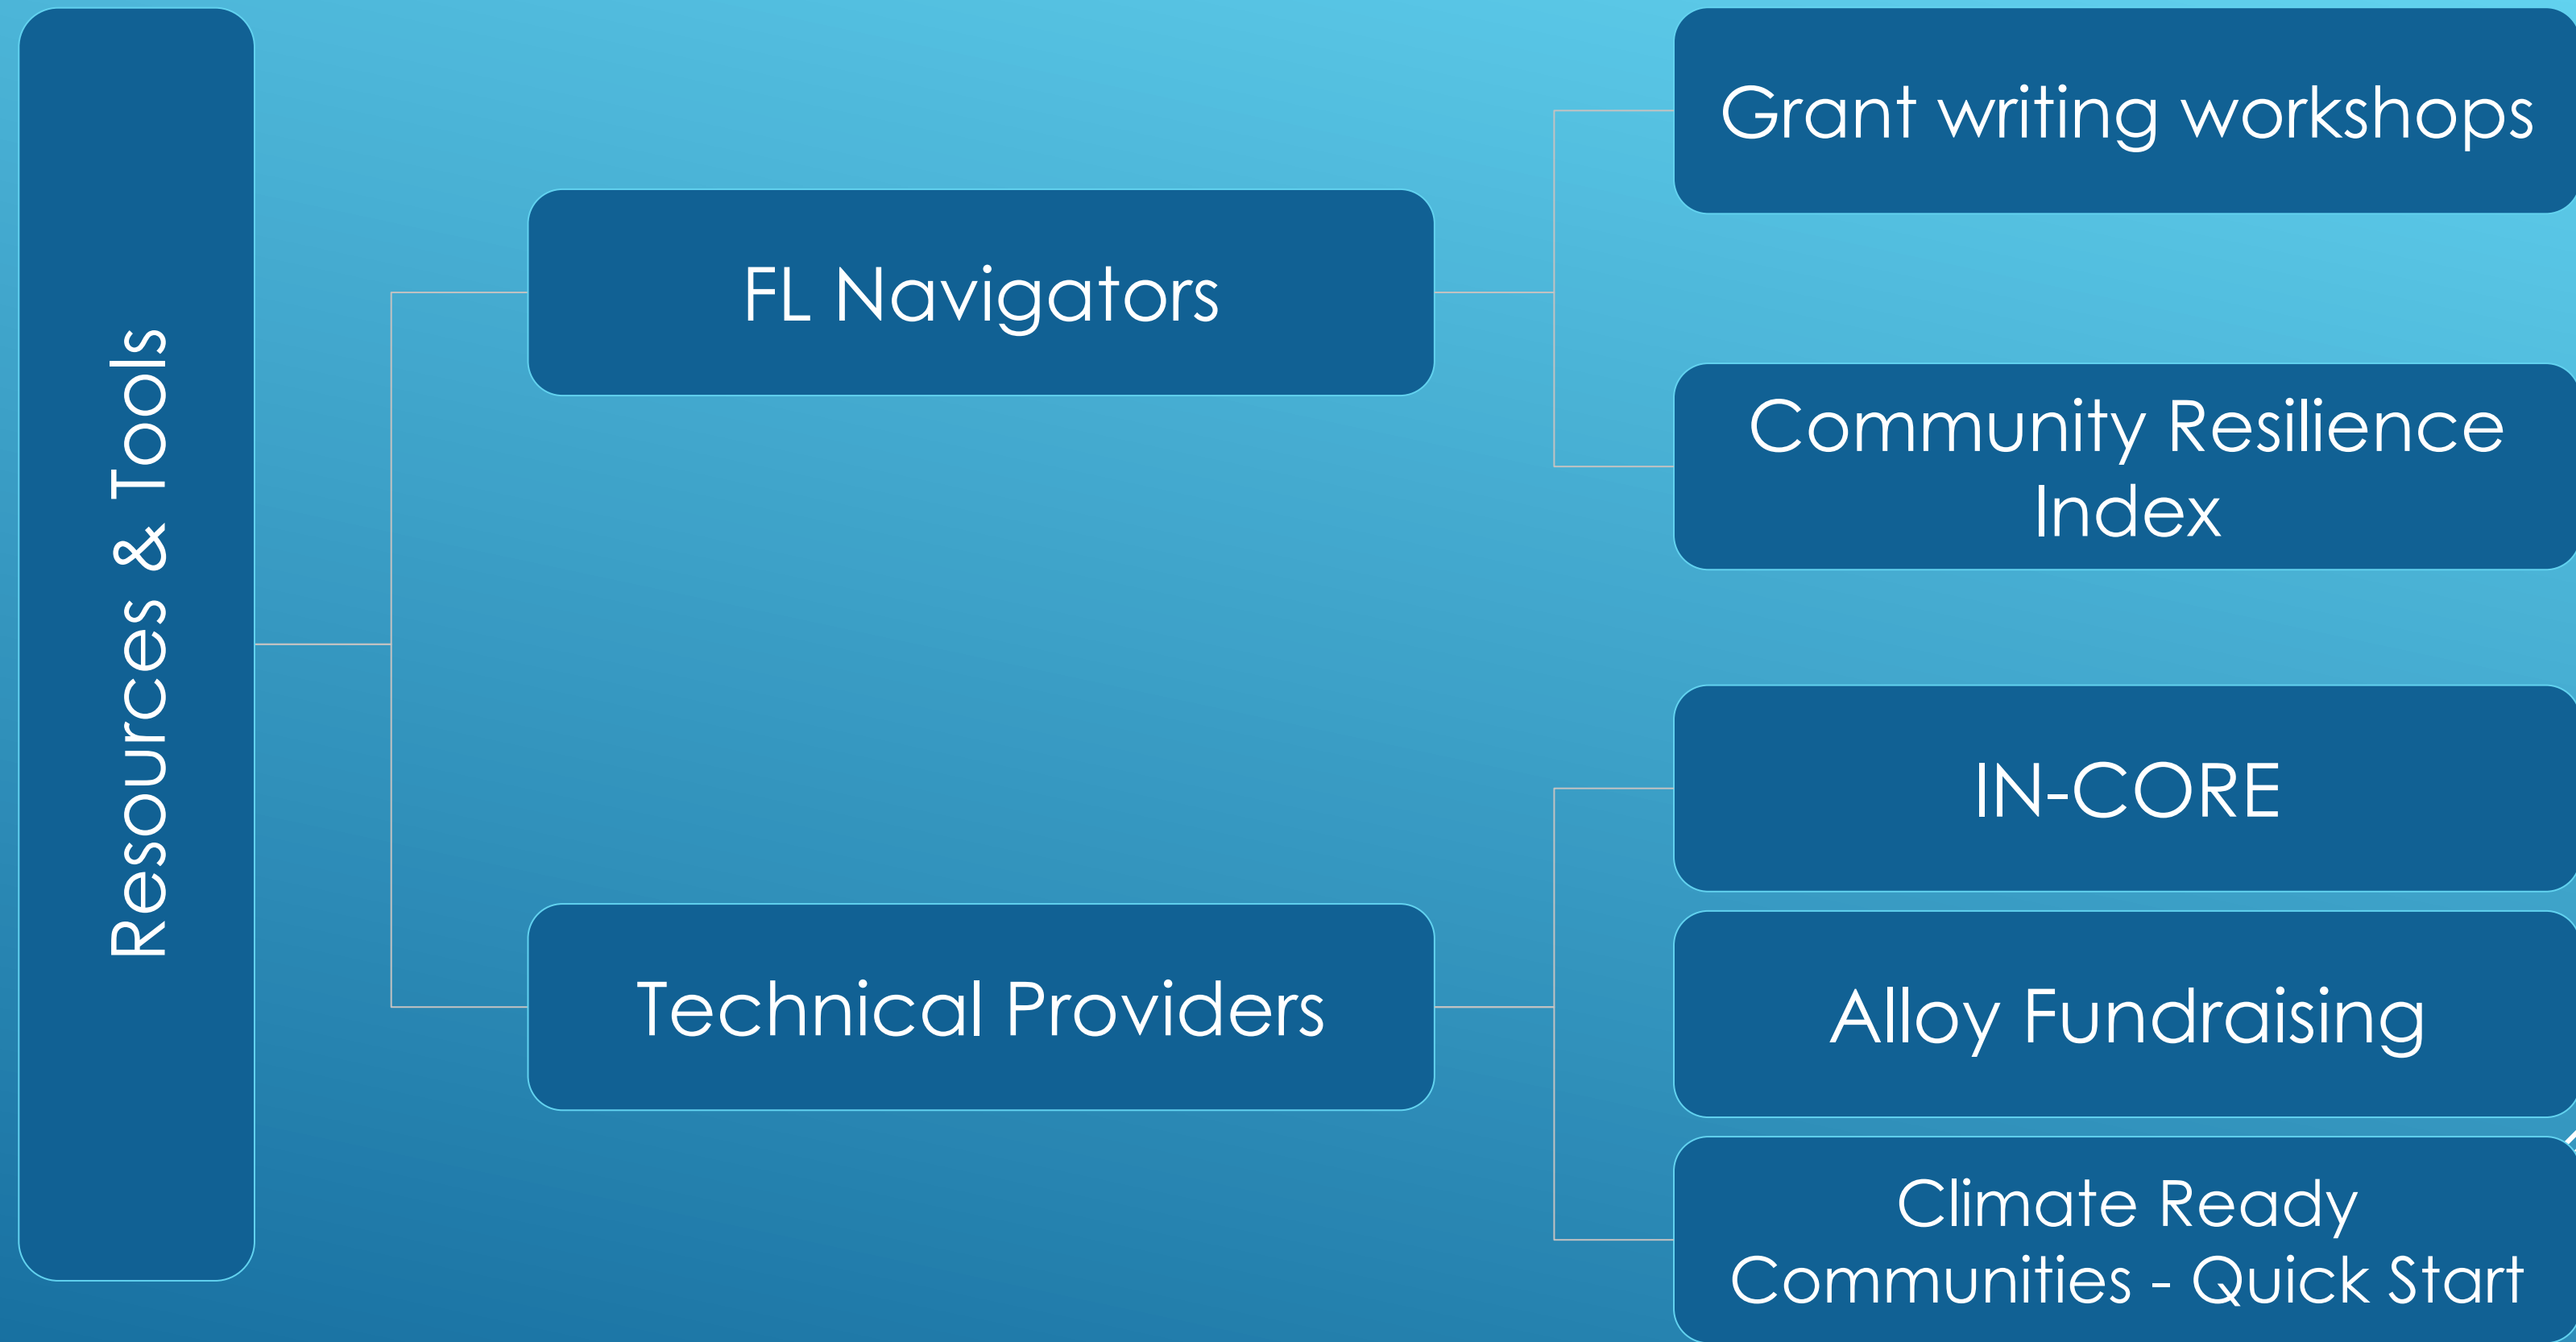 Resources & Tools
FL Navigators
Grant writing workshops
Community Resilience
Index
Technical Providers
IN-CORE
Alloy Fundraising
Climate Ready
Communities - Quick Start